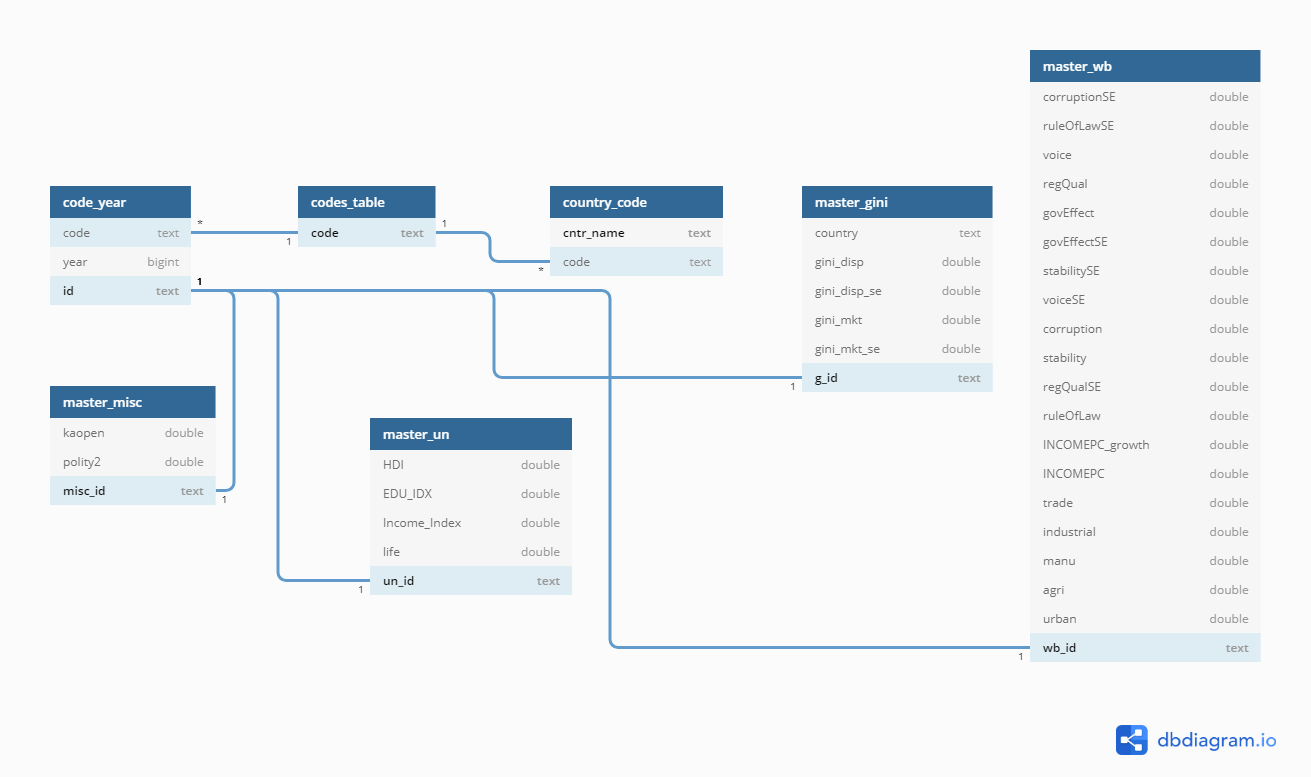 master_wb
corruptionSE double
ruleOfLawSE double
voice double
regQual double
govEffect double
govEffectSE double
stabilitySE double
voiceSE double
corruption double
stability double
regQualSE double
ruleOfLaw double
INCOMEPC_growth double
INCOMEPC double
trade double
industrial double
manu double
agri double
urban double
wb_id text
1
code_year
code text
year bigint
id text
*
1
1
codes_table
code text
1
country_code
cntr_name text
code text
*
master_gini
country text
gini_disp double
gini_disp_se double
gini_mkt double
gini_mkt_se double
g_id text
1
master_misc
kaopen double
polity2 double
misc_id text
1
master_un
HDI double
EDU_IDX double
Income_Index double
life double
un_id text
1
dbdiagram.io